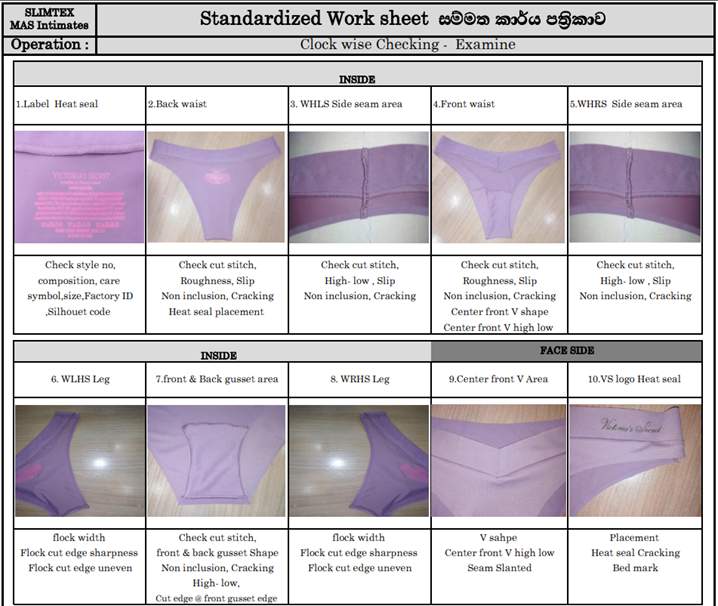 SLIMTEX
MAS Intimates
Standardized Work sheet සම්මත කාර්ය පත්‍රිකාව
Operation :
Clock wise Checking - Examine
INSIDE
1.Label Heat seal
2.Back waist
3. WHLS Side seam area
4.Front waist
5.WHRS Side seam area
VICTORIA'S SECRET
Check style no,
composition, care
symbol,size,Factory ID
,Silhouet code
Check cut stitch,
Roughness, Slip
Non inclusion, Cracking
Heat seal placement
Check cut stitch,
High- low , Slip
Non inclusion, Cracking
Check cut stitch,
Roughness, Slip
Non inclusion, Cracking
Center front V shape
Center front V high low
Check cut stitch,
High- low , Slip
Non inclusion, Cracking
INSIDE
FACE SIDE
6. WLHS Leg
7.front & Back gusset area
8. WRHS Leg
9.Center front V Area
10.VS logo Heat seal
Victoria's Secret
flock width
Flock cut edge sharpness
Flock cut edge uneven
Check cut stitch,
front & back gusset Shape
Non inclusion, Cracking
High- low,
Cut edge @ front gusset edge
flock width
Flock cut edge sharpness
Flock cut edge uneven
V sahpe
Center front V high low
Seam Slanted
Placement
Heat seal Cracking
Bed mark